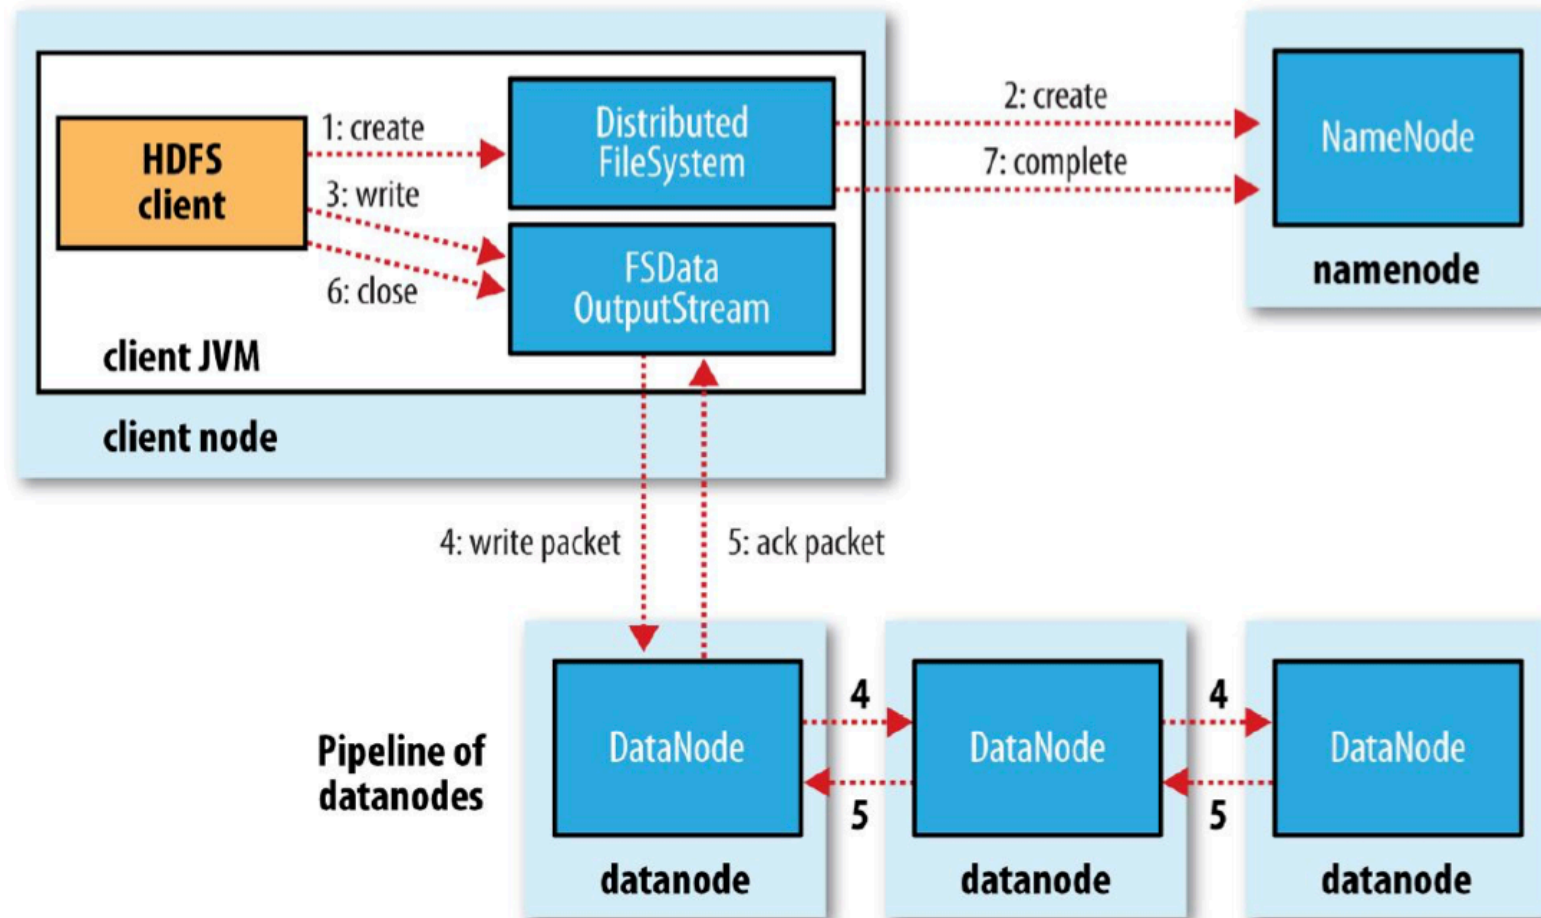 1: create
Distributed
FileSystem
2: create
NameNode
HDFS
client
3: write
7: complete
6: close
FSData
OutputStream
namenode
client JVM
client node
4: write packet
5: ack packet
Pipeline of
datanodes
DataNode
4
5
DataNode
4
5
DataNode
datanode
datanode
datanode